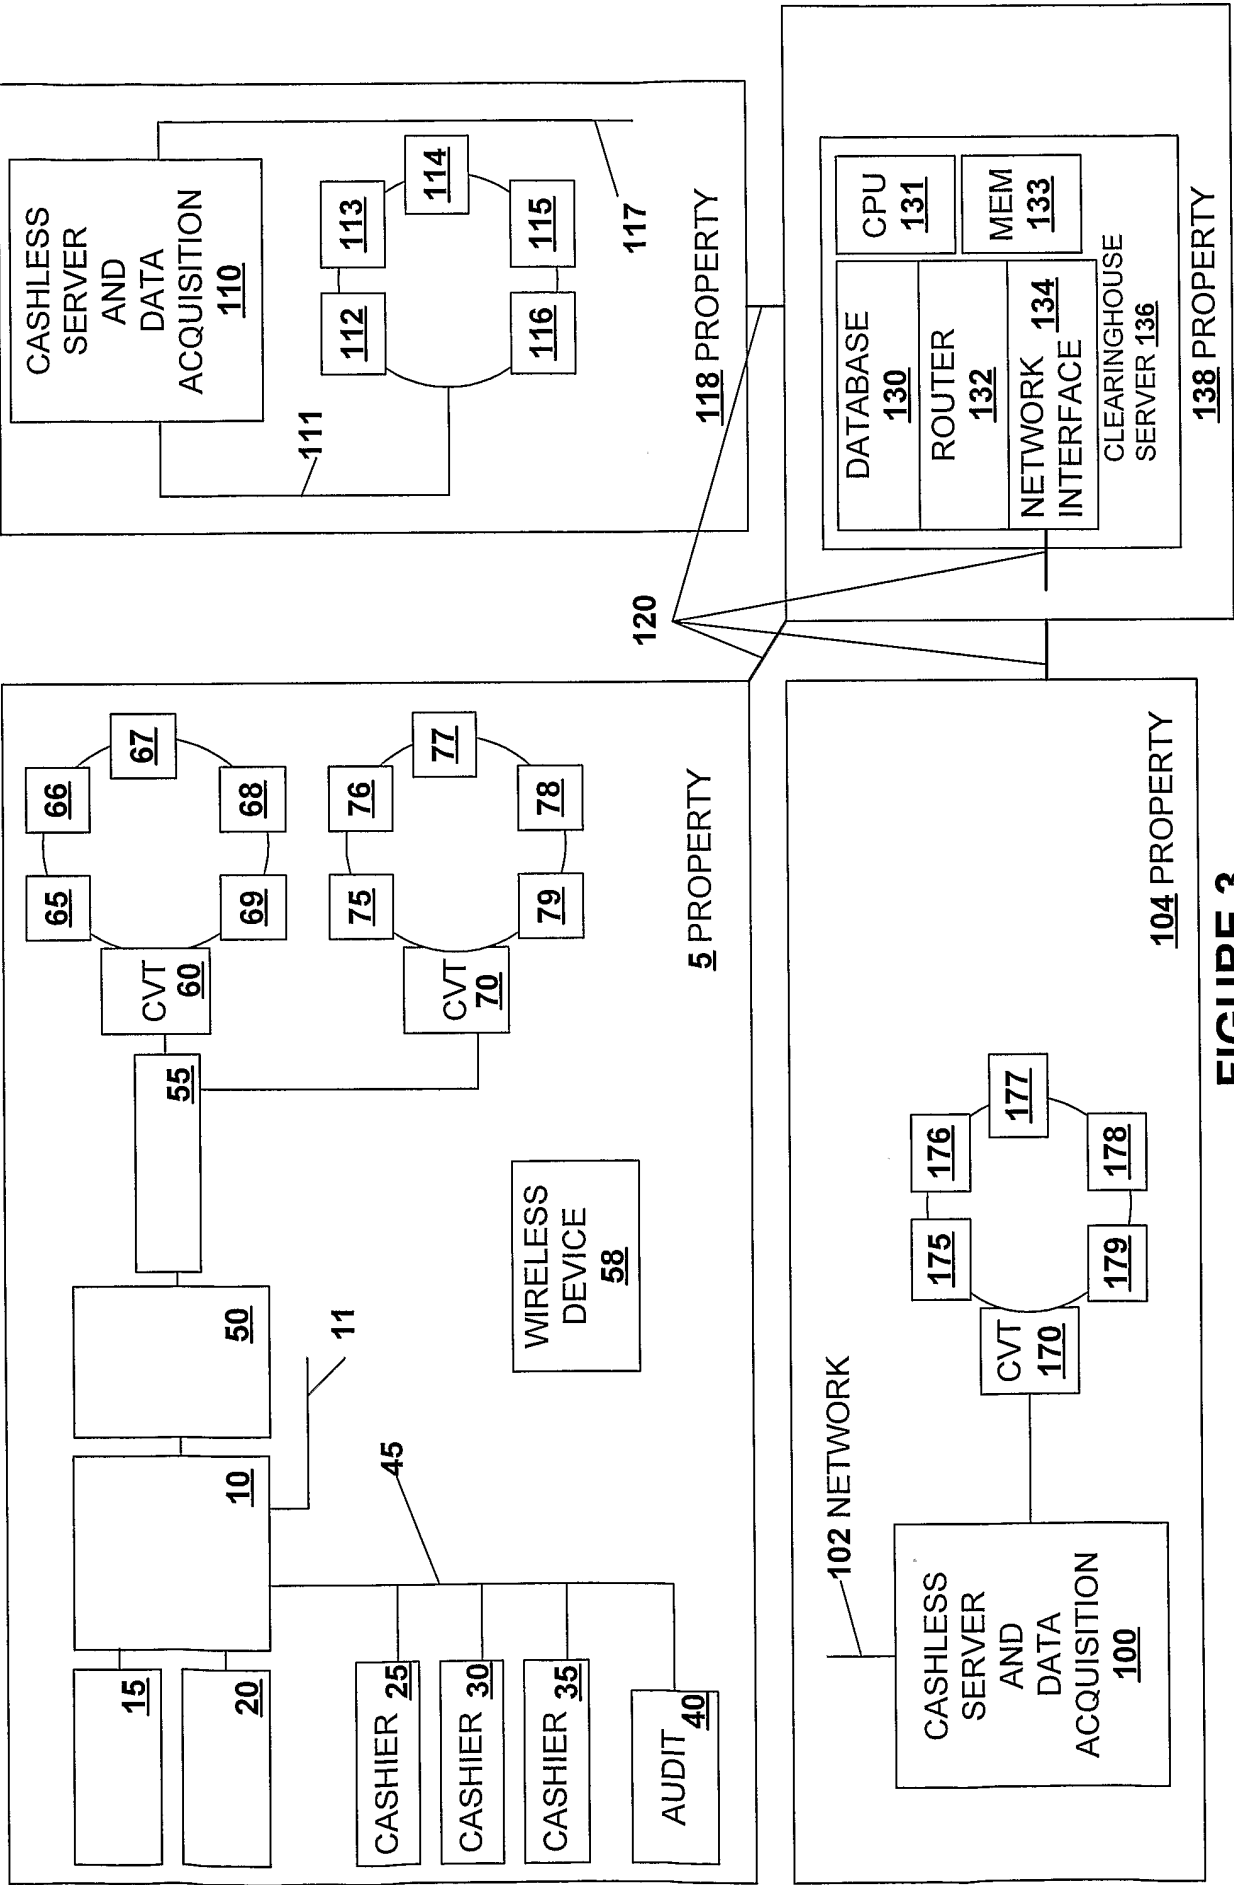 15
20
10
50
55
11
45
CASHIER 25
CASHIER 30
CASHIER 35
AUDIT 40
WIRELESS
DEVICE
58
CVT
60
65
66
67
68
69
CVT
70
75
76
77
78
79
5 PROPERTY
CASHLESS
SERVER
AND
DATA
ACQUISITION
110
111
112
113
114
115
116
117
118 PROPERTY
120
102 NETWORK
CASHLESS
SERVER
AND
DATA
ACQUISITION
100
CVT
170
175
176
177
178
179
104 PROPERTY
DATABASE
130
ROUTER
132
NETWORK
INTERFACE 134
CPU
131
MEM
133
CLEARINGHOUSE
SERVER 136
138 PROPERTY
FIGURE 3